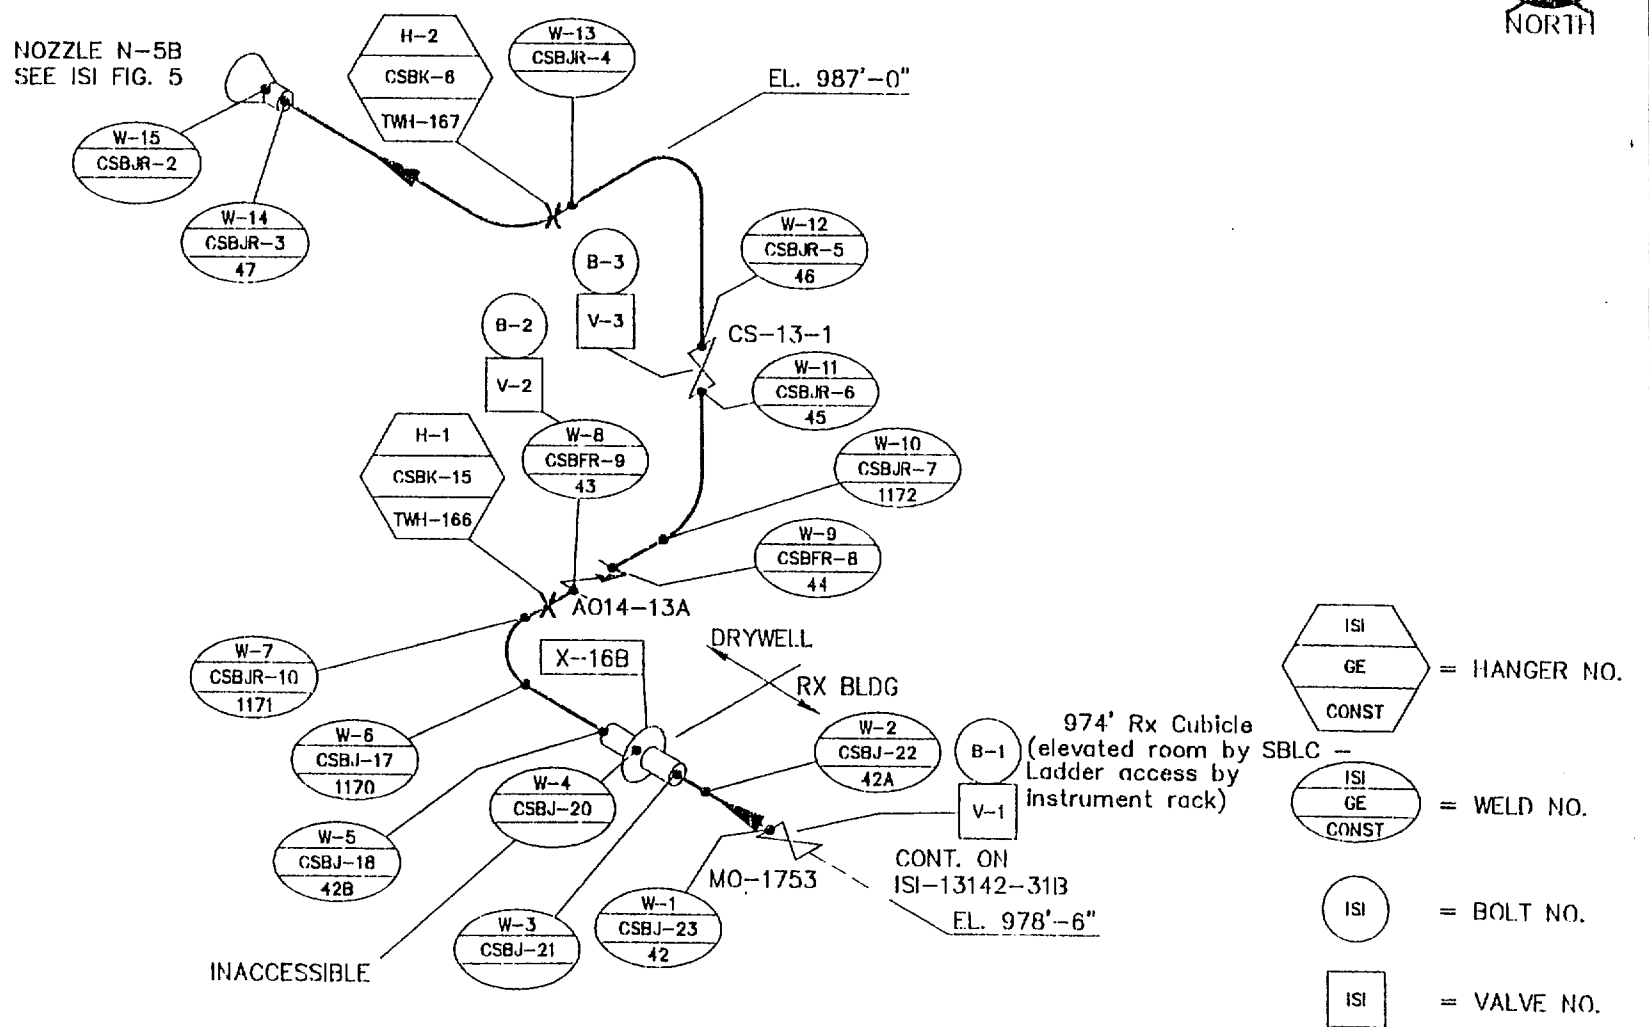 NORTH
NOZZLE N-5B
SEE ISI FIG. 5
H-2
CSBK-6
TWH-167
W-13
CSBJR-4
EL. 987'-0"
W-15
CSBJR-2
W-14
CSBJR-3
47
B-3
V-3
W-12
CSBJR-5
46
B-2
V-2
CS-13-1
W-11
CSBJR-6
45
H-1
CSBK-15
TWH-166
W-8
CSBFR-9
43
W-10
CSBJR-7
1172
W-9
CSBFR-8
44
AO14-13A
W-7
CSBJR-10
1171
X-16B
DRYWELL
RX BLDG
W-6
CSBJ-17
1170
W-2
CSBJ-22
42A
B-1
V-1
974' Rx Cubicle
(elevated room by SBLC -
Ladder access by
instrument rack)
W-4
CSBJ-20
W-5
CSBJ-18
42B
MO-1753
CONT. ON
ISI-13142-31B
EL. 978'-6"
W-3
CSBJ-21
W-1
CSBJ-23
42
INACCESSIBLE
ISI
GE
CONST
= HANGER NO.
ISI
GE
CONST
= WELD NO.
ISI
= BOLT NO.
ISI
= VALVE NO.